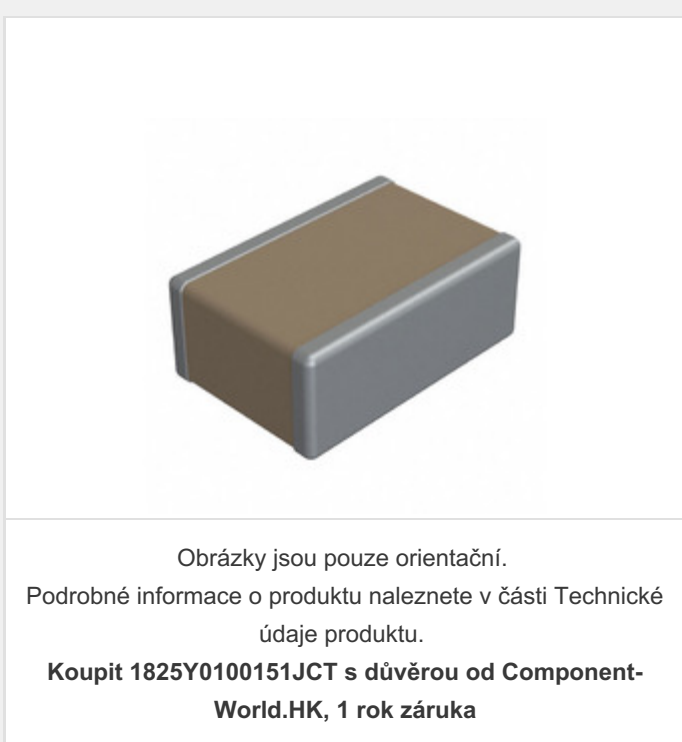 Obrázky jsou pouze orientační.
Podrobné informace o produktu naleznete v části Technické
údaje produktu.
Koupit 1825Y0100151JCT s důvěrou od Component-
World.HK, 1 rok záruka